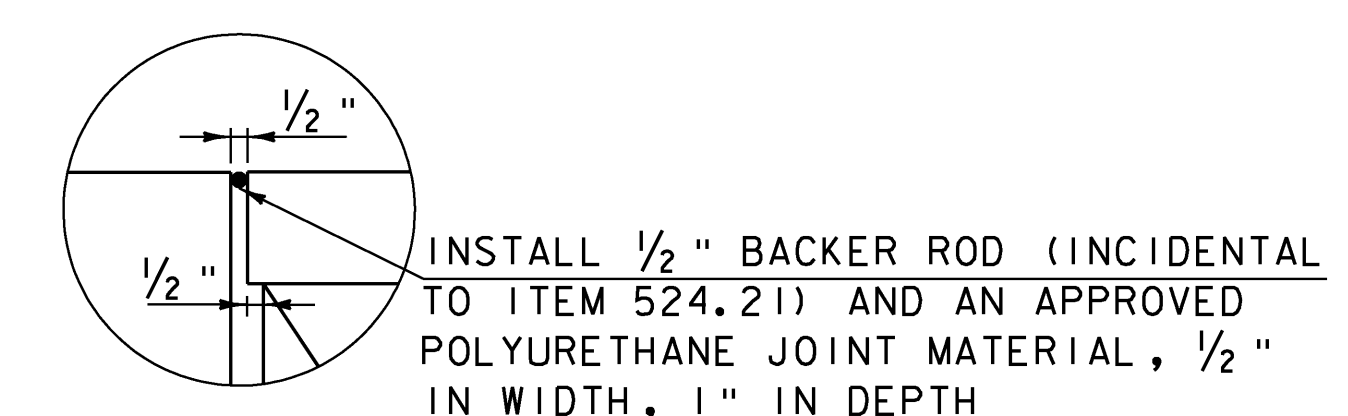 1/2 "
1/2 "
INSTALL 1/2 " BACKER ROD (INCIDENTAL
TO ITEM 524.21) AND AN APPROVED
POLYURETHANE JOINT MATERIAL, 1/2 "
IN WIDTH, 1" IN DEPTH